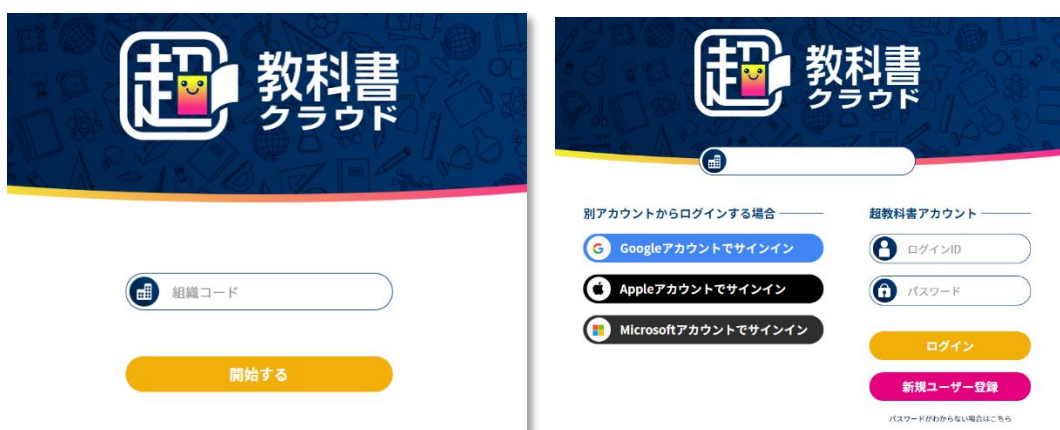 超
教科書
クラウド
組織コード
開始する
超
教科書
クラウド
別アカウントからログインする場合
Googleアカウントでサインイン
Appleアカウントでサインイン
Microsoftアカウントでサインイン
超教科書アカウント
ログインID
パスワード
ログイン
新規ユーザー登録
パスワードがわからない場合はこちら